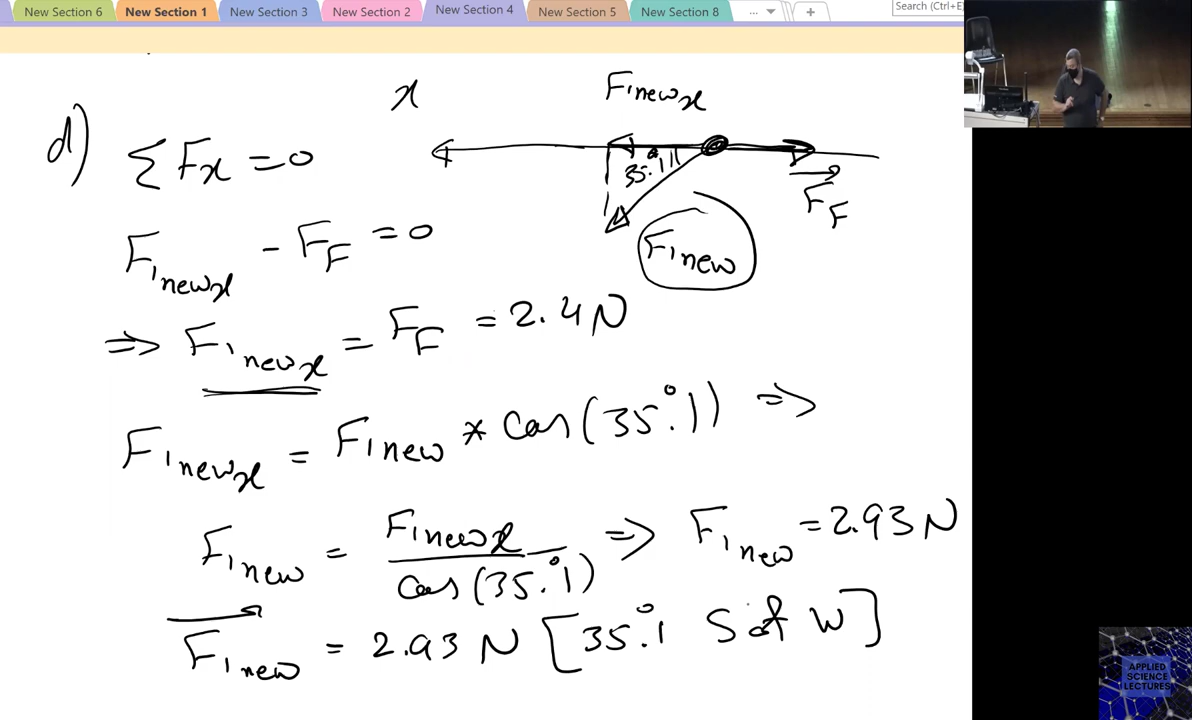 New Section 6 New Section 1 New Section 3 New Section 2 New Section 4 New Section 5 New Section 8 ... + Search (Ctrl+E)
d) ΣFx = 0
x
F1newx
35.°1
FF
F1new
F1newx - FF = 0
⇒ F1newx = FF = 2.4 N
F1newx = F1new * cos(35.°1) ⇒
F1new = F1newx / cos(35.°1) ⇒ F1new = 2.93 N
F1new = 2.93 N [35.°1 S of W]
APPLIED
SCIENCE
LECTURES